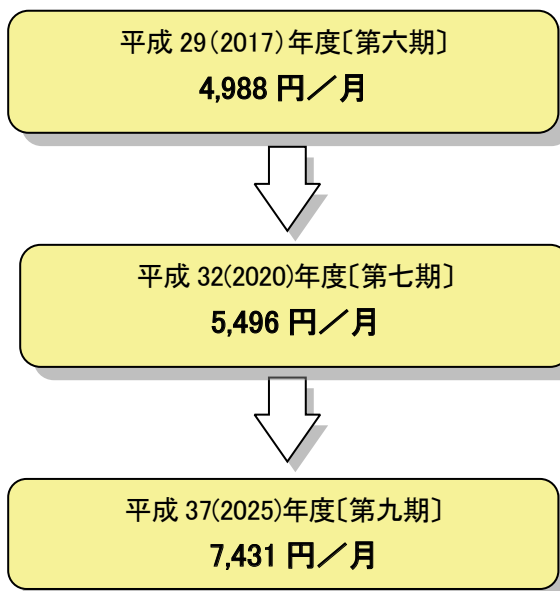 平成 29(2017)年度〔第六期〕
4,988 円／月
平成 32(2020)年度〔第七期〕
5,496 円／月
平成 37(2025)年度〔第九期〕
7,431 円／月